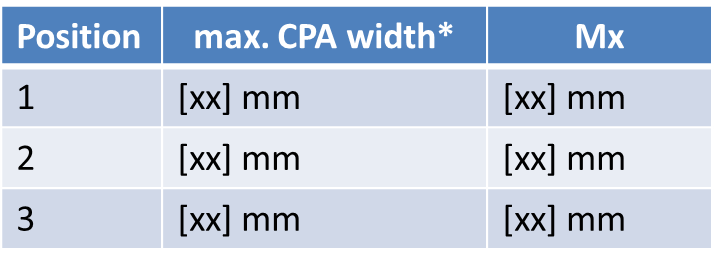 Position max. CPA width* Mx
1 [xx] mm [xx] mm
2 [xx] mm [xx] mm
3 [xx] mm [xx] mm